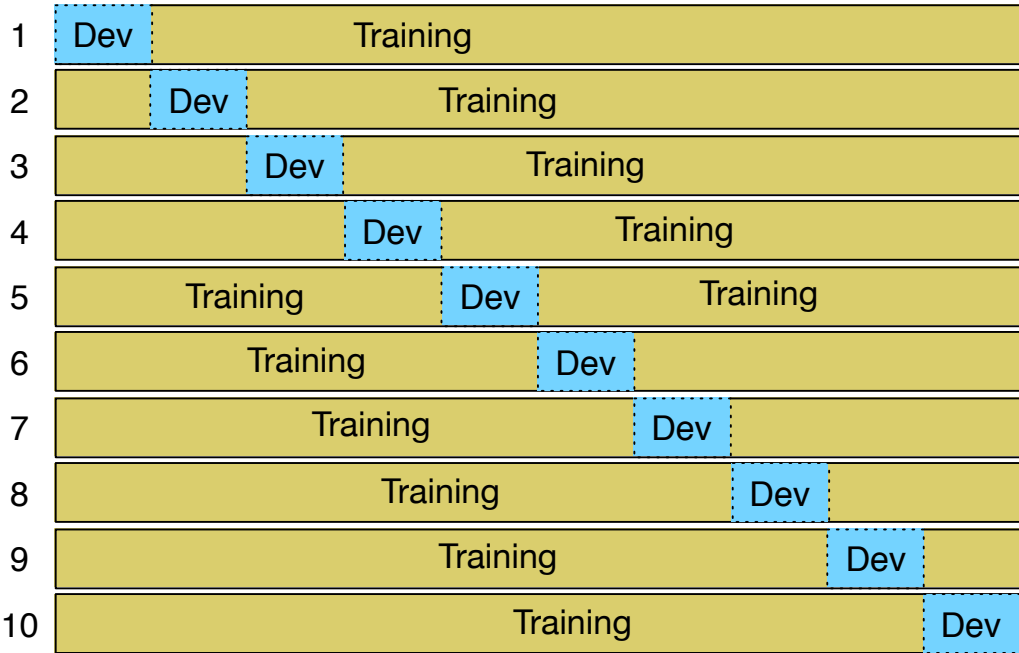 1 Dev Training
2 Dev Training
3 Dev Training
4 Dev Training
5 Training Dev Training
6 Training Dev
7 Training Dev
8 Training Dev
9 Training Dev
10 Training Dev